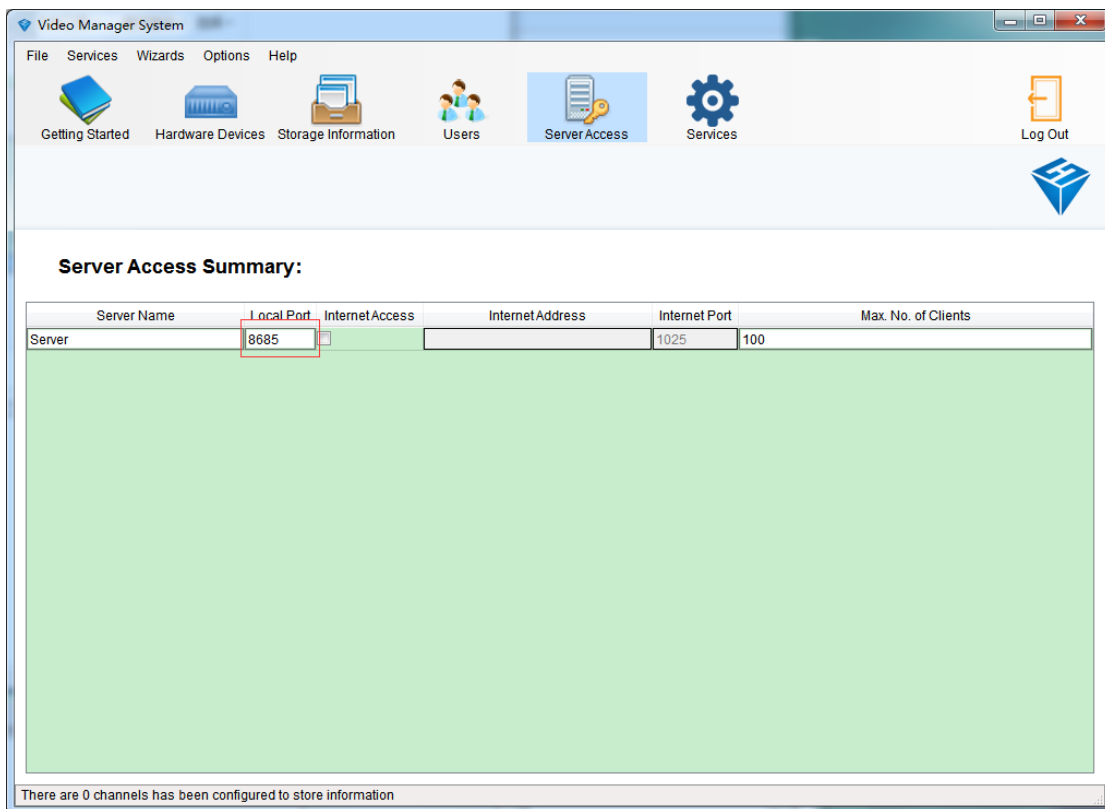 Video Manager System
File Services Wizards Options Help
Getting Started Hardware Devices Storage Information Users Server Access Services Log Out
Server Access Summary:
Server Name Local Port Internet Access Internet Address Internet Port Max. No. of Clients
Server 8685 1025 100
There are 0 channels has been configured to store information